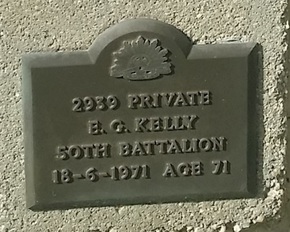 2939 PRIVATE
E. G. KELLY
50TH BATTALION
18-6-1971 AGE 71